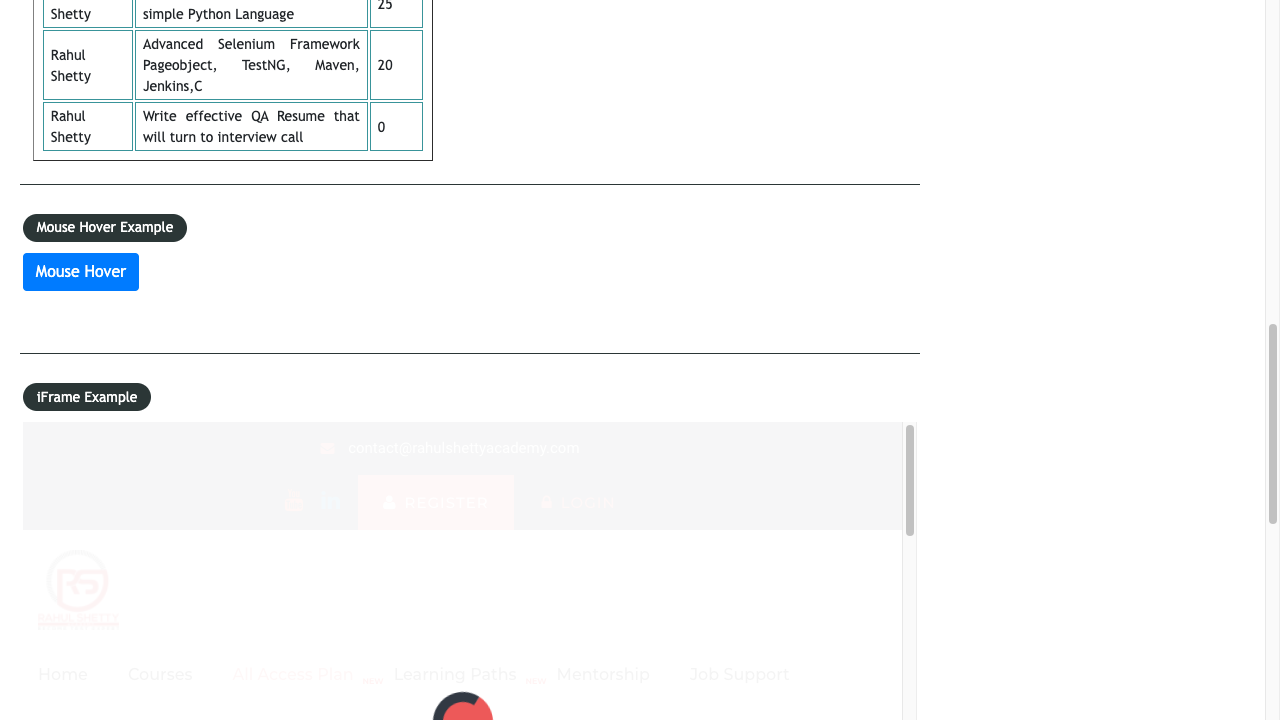 Shetty
simple Python Language
25
Rahul
Shetty
Advanced Selenium Framework
Pageobject, TestNG, Maven,
Jenkins,C
20
Rahul
Shetty
Write effective QA Resume that
will turn to interview call
0
Mouse Hover Example
Mouse Hover
iFrame Example
contact@rahulshettyacademy.com
REGISTER
LOGIN
RAHUL SHETTY
Home
Courses
All Access Plan
Learning Paths
Mentorship
Job Support